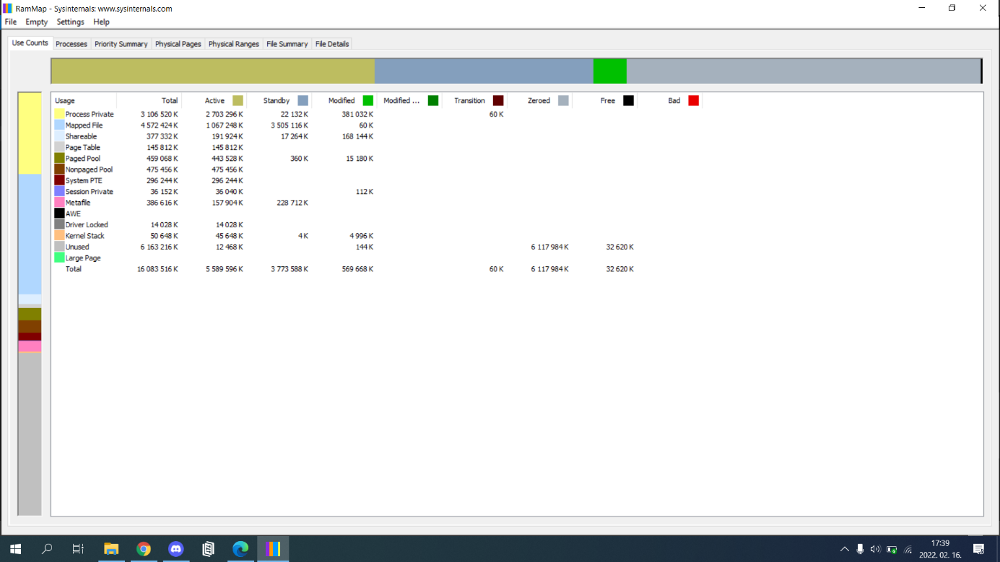 RamMap - Sysinternals: www.sysinternals.com
File Empty Settings Help
Use Counts Processes Priority Summary Physical Pages Physical Ranges File Summary File Details
Usage Total Active Standby Modified Modified ... Transition Zeroed Free Bad
Process Private 3 106 520 K 2 703 296 K 22 132 K 381 032 K 60 K
Mapped File 4 572 424 K 1 067 248 K 3 505 116 K 60 K
Shareable 377 332 K 191 924 K 17 264 K 168 144 K
Page Table 145 812 K 145 812 K
Paged Pool 459 068 K 443 528 K 360 K 15 180 K
Nonpaged Pool 475 456 K 475 456 K
System PTE 296 244 K 296 244 K
Session Private 36 152 K 36 040 K 112 K
Metafile 386 616 K 157 904 K 228 712 K
AWE
Driver Locked 14 028 K 14 028 K
Kernel Stack 50 648 K 45 648 K 4 K 4 996 K
Unused 6 163 216 K 12 468 K 144 K 6 117 984 K 32 620 K
Large Page
Total 16 083 516 K 5 589 596 K 3 773 588 K 569 668 K 60 K 6 117 984 K 32 620 K
17:39
2022. 02. 16.